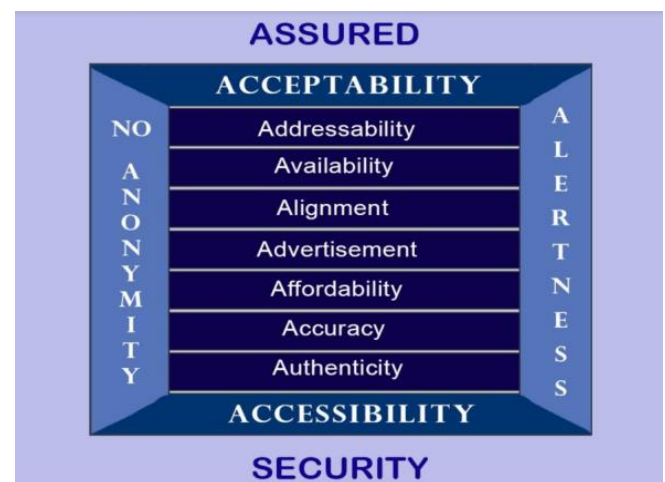 ASSURED
ACCEPTABILITY
NO ANONYMITY
Addressability
Availability
Alignment
Advertisement
Affordability
Accuracy
Authenticity
ALERTNESS
ACCESSIBILITY
SECURITY